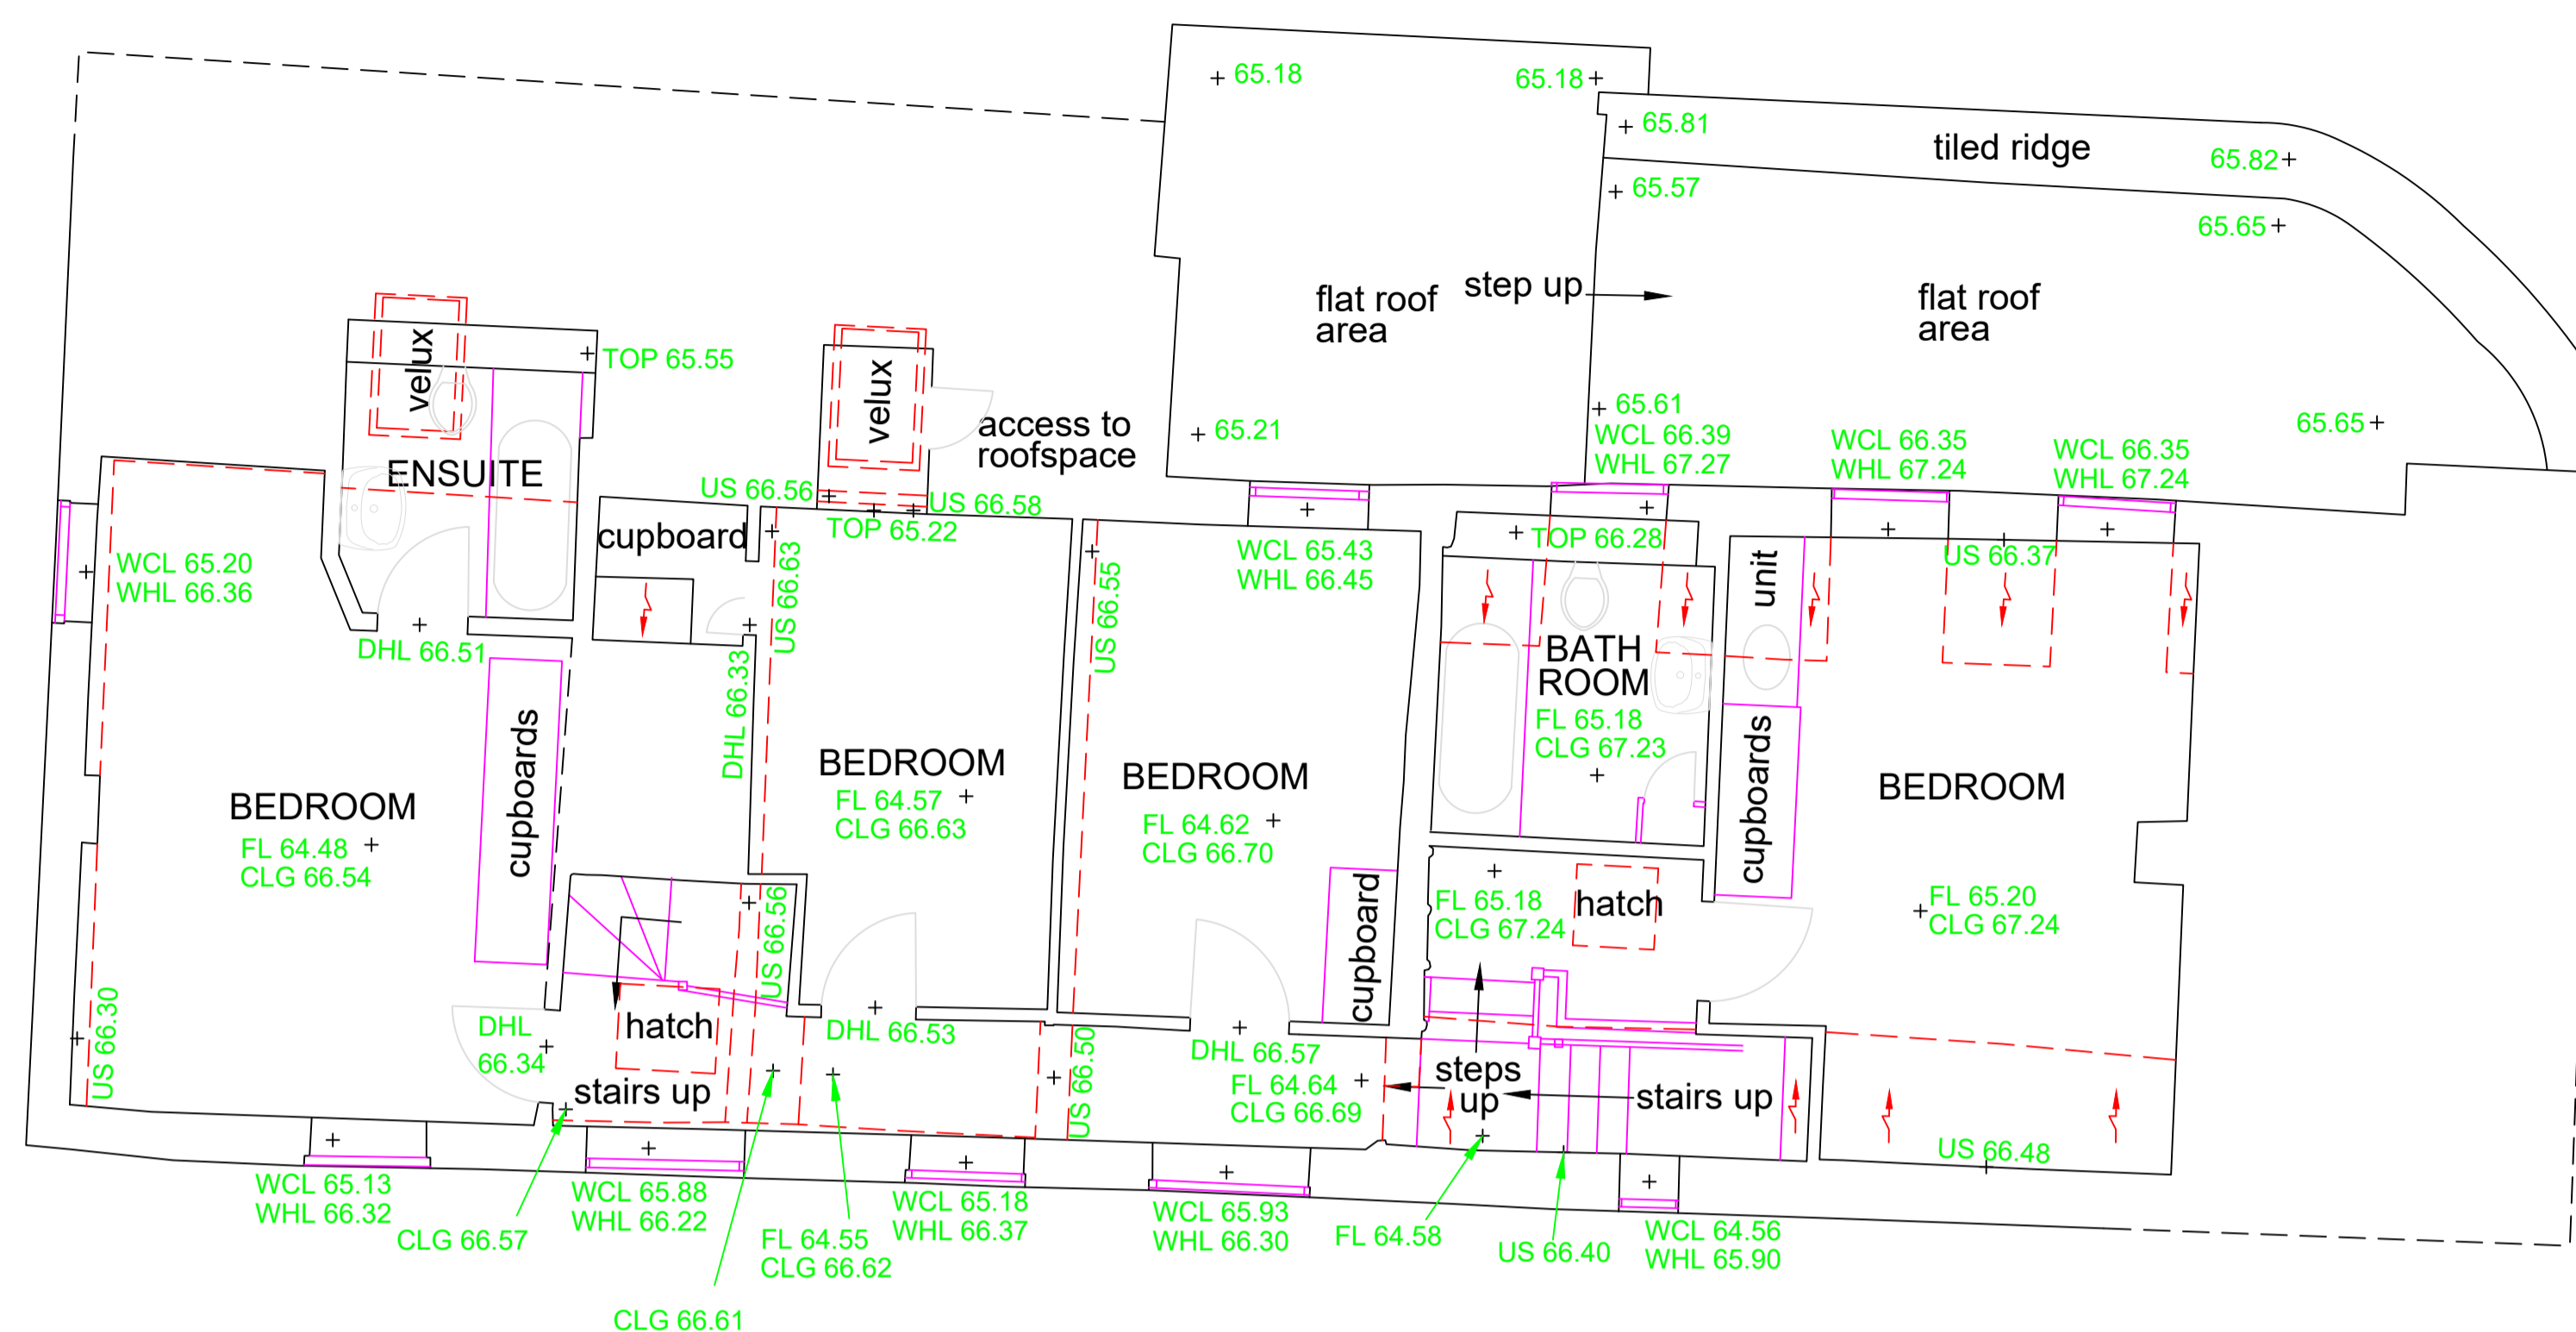 65.18
65.18
65.81
tiled ridge
65.82
65.57
65.65
flat roof
area
step up
flat roof
area
velux
TOP 65.55
velux
access to
roofspace
65.21
65.61
WCL 66.39
WHL 67.27
WCL 66.35
WHL 67.24
WCL 66.35
WHL 67.24
65.65
ENSUITE
US 66.56
US 66.58
TOP 65.22
cupboard
US 66.63
WCL 65.20
WHL 66.36
DHL 66.51
US 66.55
WCL 65.43
WHL 66.45
TOP 66.28
unit
US 66.37
BATH
ROOM
FL 65.18
CLG 67.23
DHL 66.33
cupboards
BEDROOM
FL 64.48
CLG 66.54
BEDROOM
FL 64.57
CLG 66.63
BEDROOM
FL 64.62
CLG 66.70
cupboards
BEDROOM
FL 65.20
CLG 67.24
cupboard
FL 65.18
CLG 67.24
hatch
US 66.56
US 66.30
DHL
66.34
hatch
stairs up
DHL 66.53
US 66.50
DHL 66.57
FL 64.64
CLG 66.69
steps
up
stairs up
US 66.48
WCL 65.13
WHL 66.32
CLG 66.57
WCL 65.88
WHL 66.22
CLG 66.61
FL 64.55
CLG 66.62
WCL 65.18
WHL 66.37
WCL 65.93
WHL 66.30
FL 64.58
US 66.40
WCL 64.56
WHL 65.90